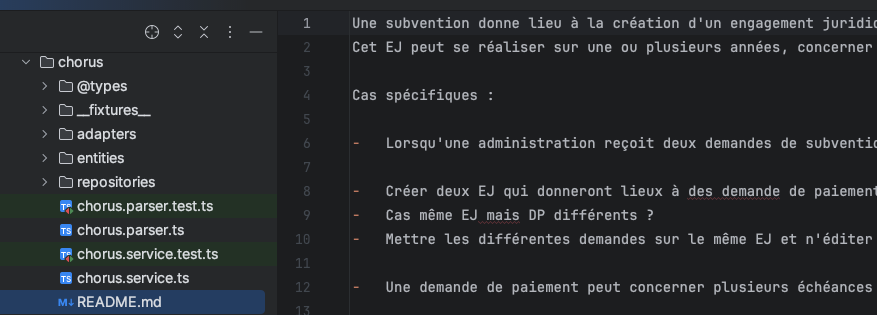 chorus
@types
__fixtures__
adapters
entities
repositories
chorus.parser.test.ts
chorus.parser.ts
chorus.service.test.ts
chorus.service.ts
README.md
1 Une subvention donne lieu à la création d'un engagement
2 Cet EJ peut se réaliser sur une ou plusieurs années, concerner
3
4 Cas spécifiques :
5
6 - Lorsqu'une administration reçoit deux demandes de
7
8 - Créer deux EJ qui donneront lieux à des demande de paiement
9 - Cas même EJ mais DP différents ?
10 - Mettre les différentes demandes sur le même EJ et n'éditer
11
12 - Une demande de paiement peut concerner plusieurs échéances
13